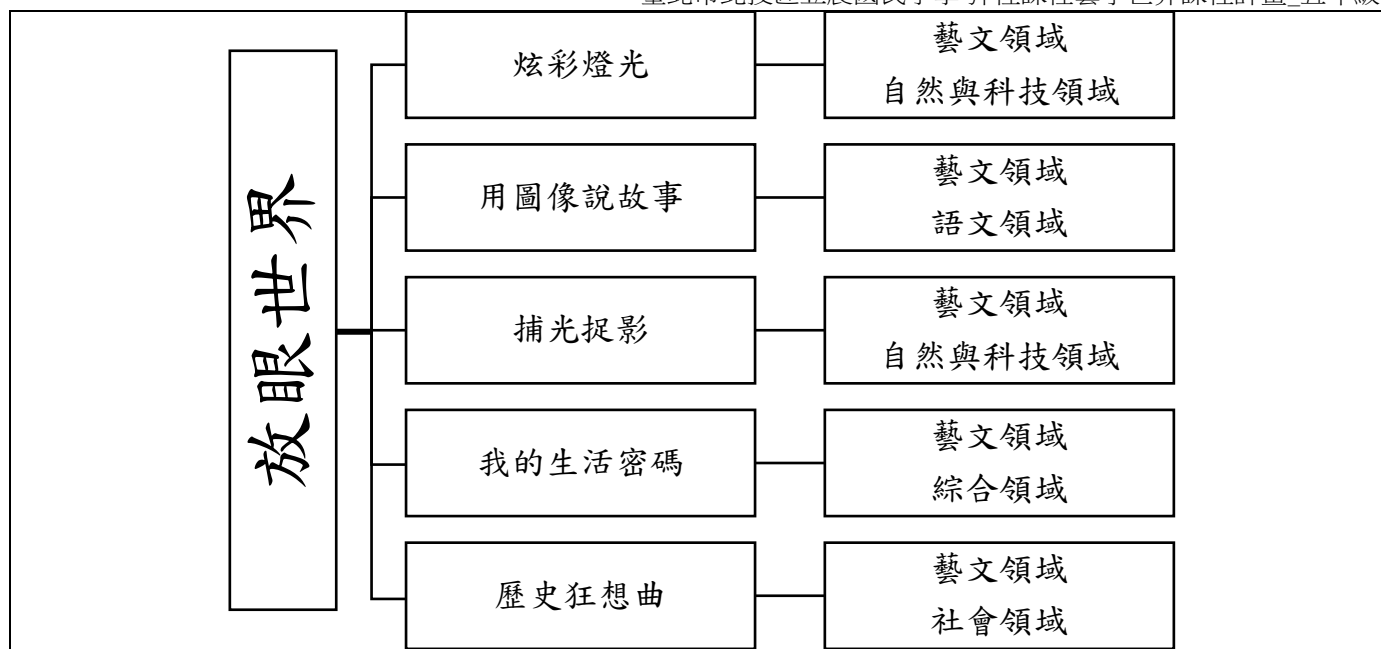 放眼世界
炫彩燈光
藝文領域
自然與科技領域
用圖像說故事
藝文領域
語文領域
捕光捉影
藝文領域
自然與科技領域
我的生活密碼
藝文領域
綜合領域
歷史狂想曲
藝文領域
社會領域